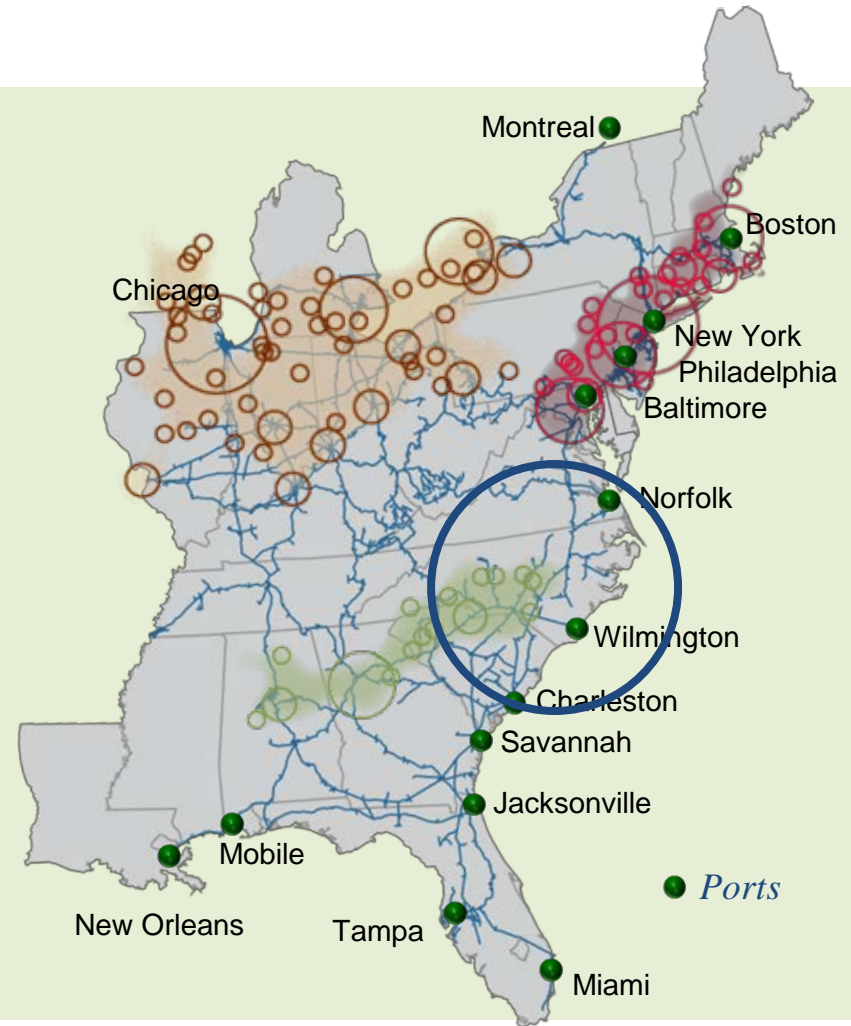 Montreal
Boston
Chicago
New York
Philadelphia
Baltimore
Norfolk
Wilmington
Charleston
Savannah
Jacksonville
Mobile
Ports
New Orleans
Tampa
Miami